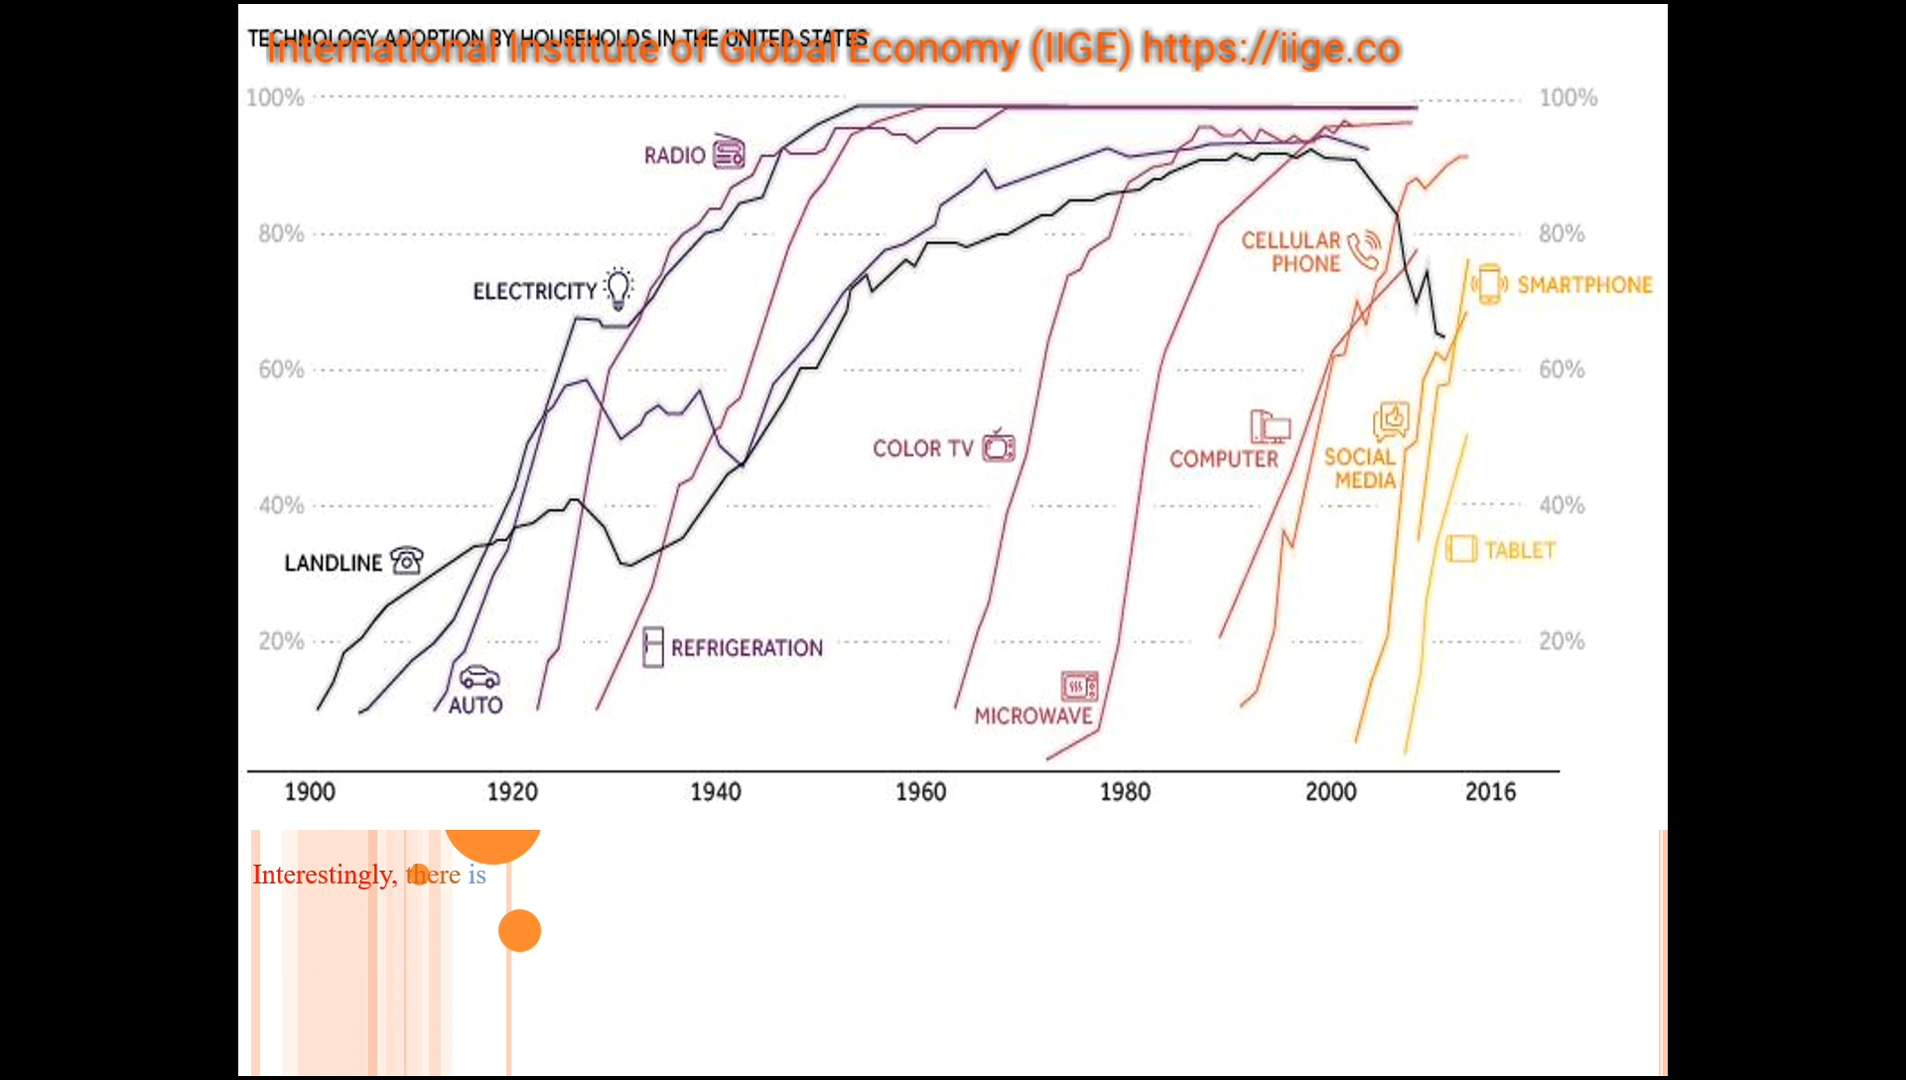 TECHNOLOGY ADOPTION BY HOUSEHOLDS IN THE UNITED STATES
International Institute of Global Economy (IIGE) https://iige.co
100%
100%
RADIO
80%
CELLULAR
PHONE
80%
ELECTRICITY
SMARTPHONE
60%
60%
COLOR TV
COMPUTER
SOCIAL
MEDIA
40%
40%
LANDLINE
TABLET
20%
REFRIGERATION
20%
AUTO
MICROWAVE
1900 1920 1940 1960 1980 2000 2016
Interestingly, there is